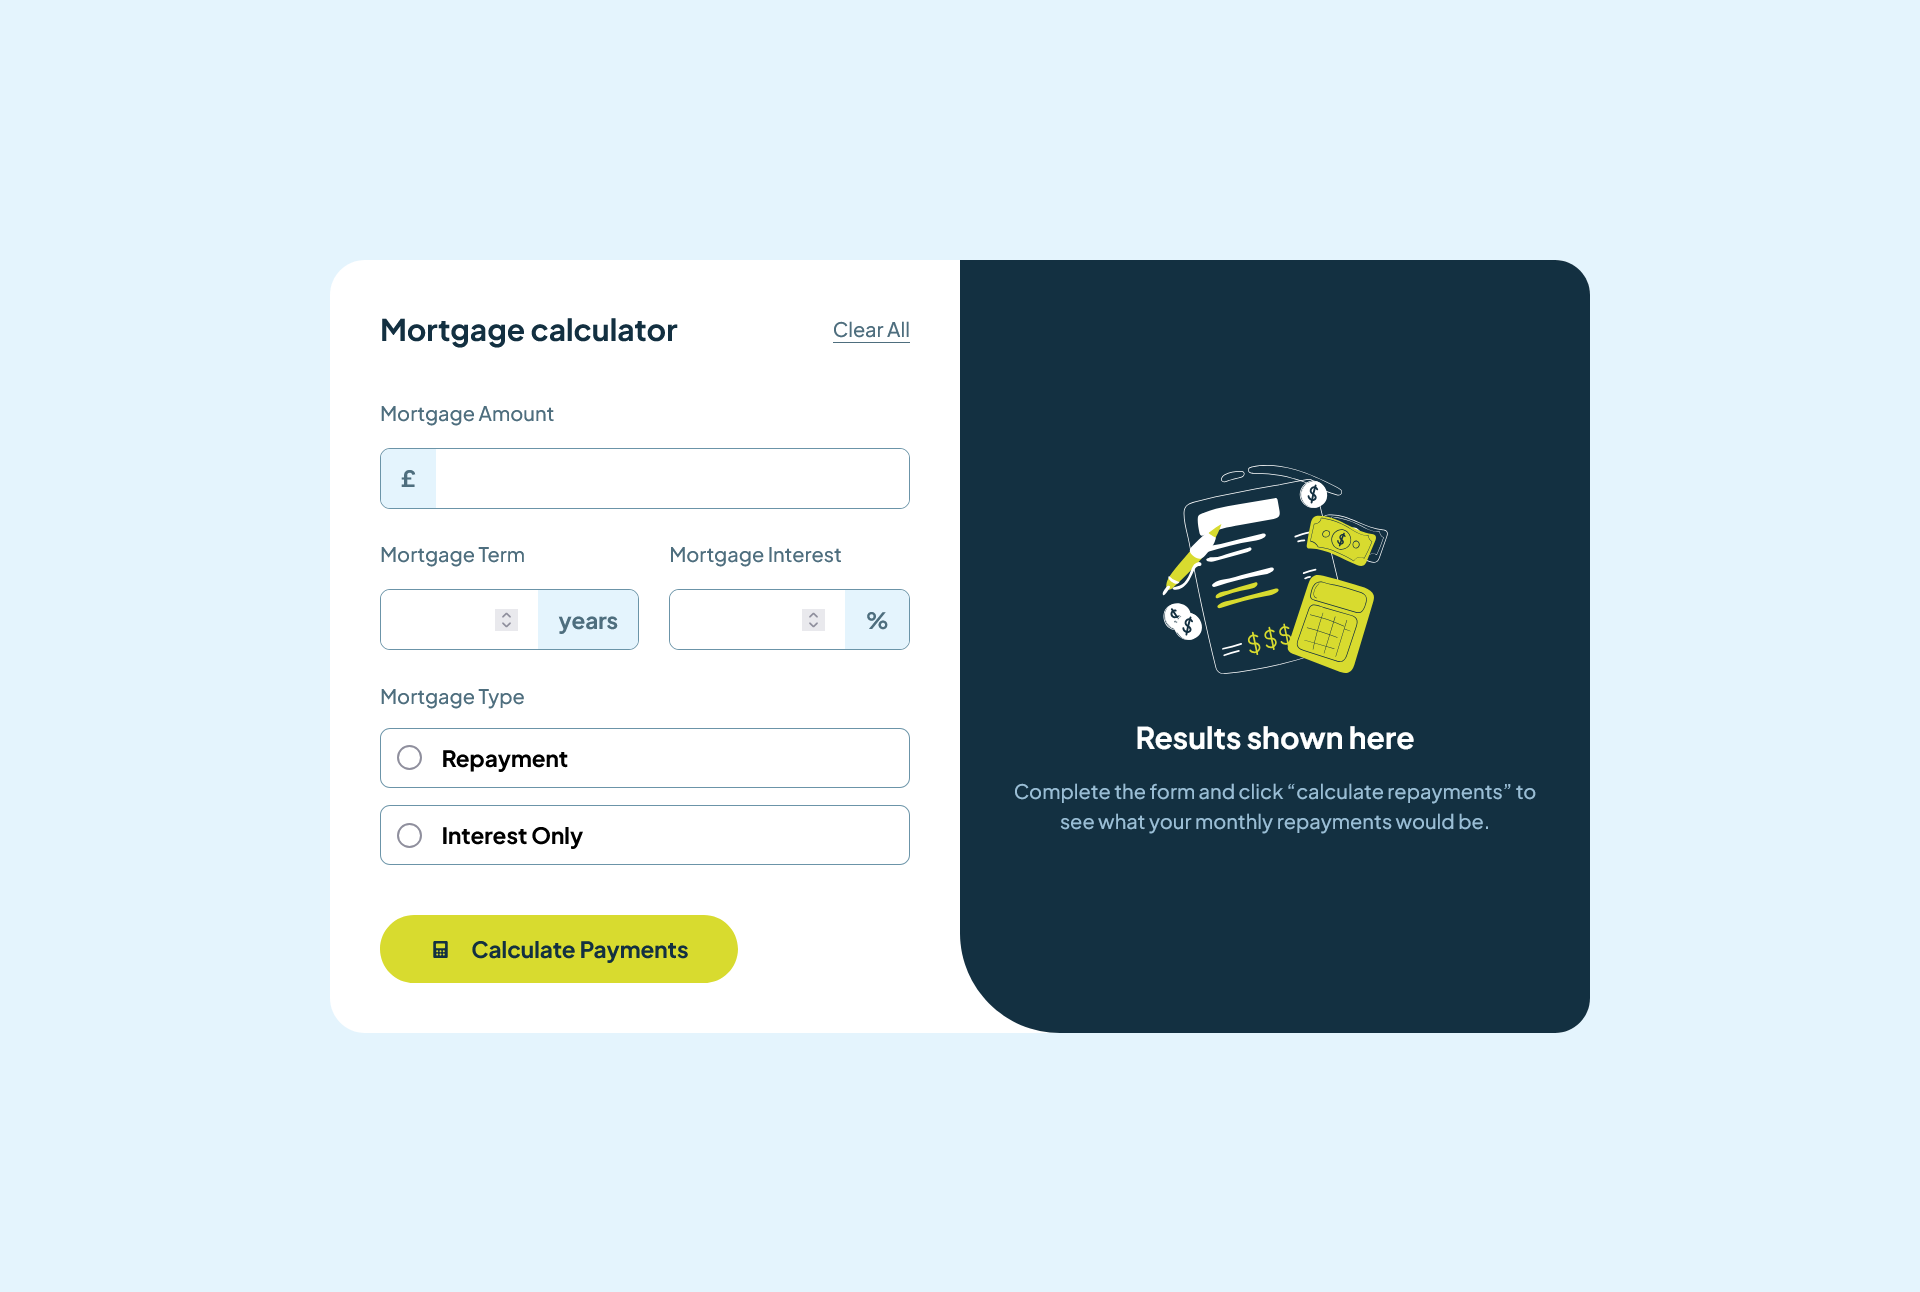 Mortgage calculator
Clear All
Mortgage Amount
£
Mortgage Term
Mortgage Interest
years
%
Mortgage Type
Repayment
Interest Only
Calculate Payments
$
$
$
$
$$$
Results shown here
Complete the form and click “calculate repayments” to
see what your monthly repayments would be.